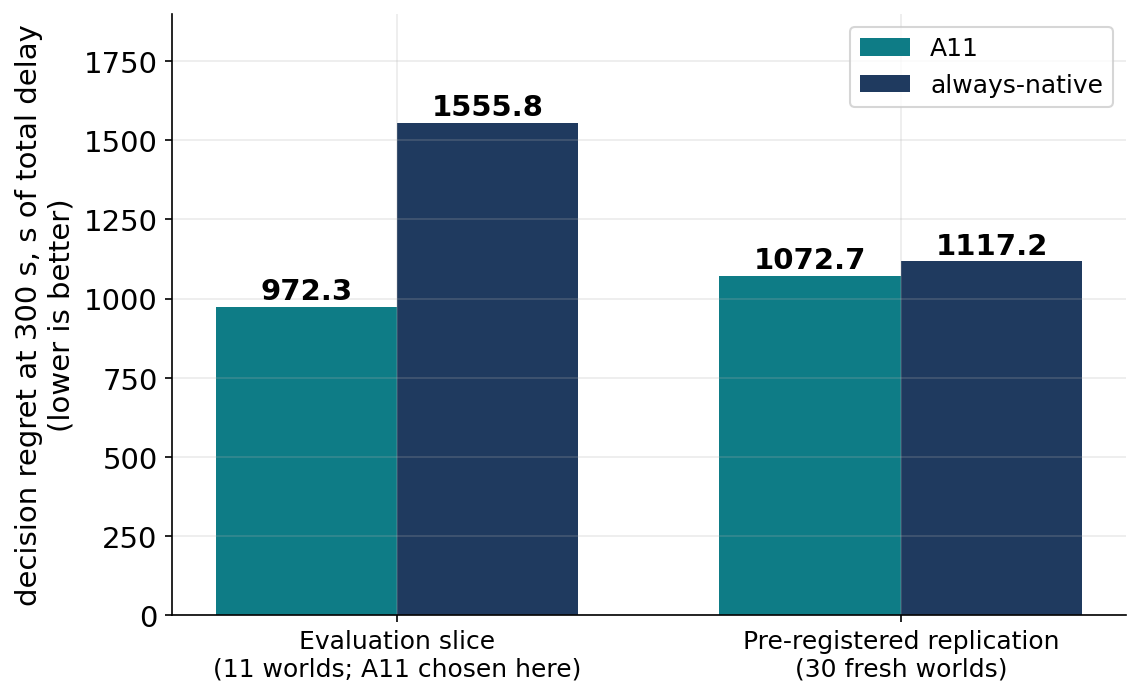 decision regret at 300 s, s of total delay
(lower is better)
1750
1500
1250
1000
750
500
250
0
A11
always-native
972.3
1555.8
1072.7
1117.2
Evaluation slice
(11 worlds; A11 chosen here)
Pre-registered replication
(30 fresh worlds)